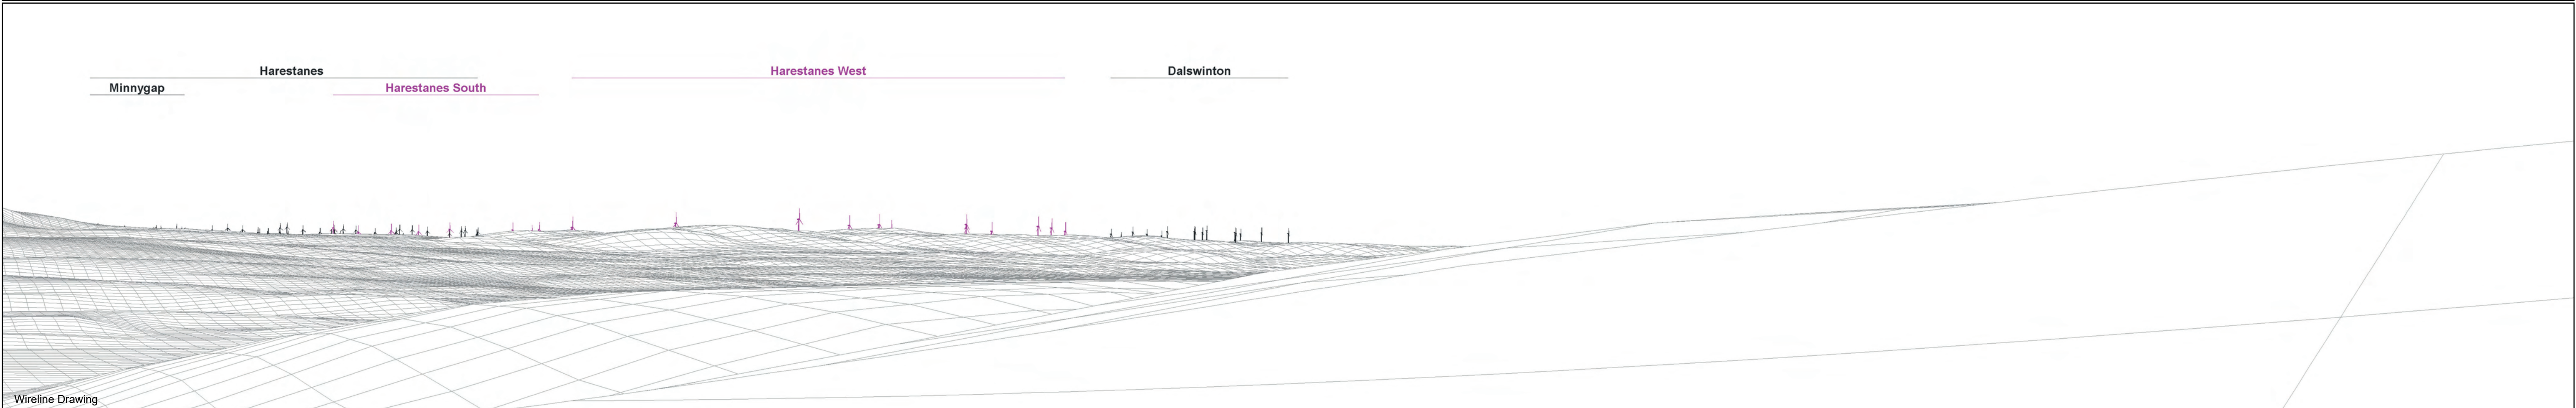 Harestanes
Harestanes West
Dalswinton
Minnygap
Harestanes South
Wireline Drawing